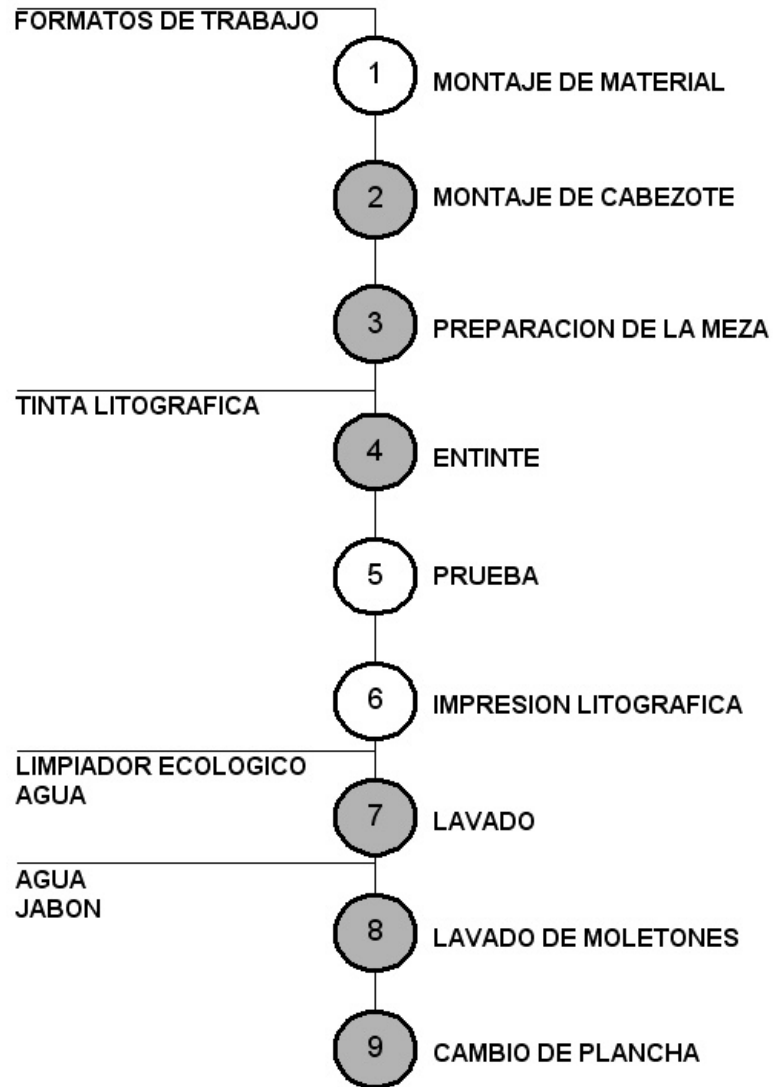 FORMATOS DE TRABAJO
1 MONTAJE DE MATERIAL
2 MONTAJE DE CABEZOTE
3 PREPARACION DE LA MEZA
TINTA LITOGRAFICA
4 ENTINTE
5 PRUEBA
6 IMPRESION LITOGRAFICA
LIMPIADOR ECOLOGICO
AGUA
7 LAVADO
AGUA
JABON
8 LAVADO DE MOLETONES
9 CAMBIO DE PLANCHA